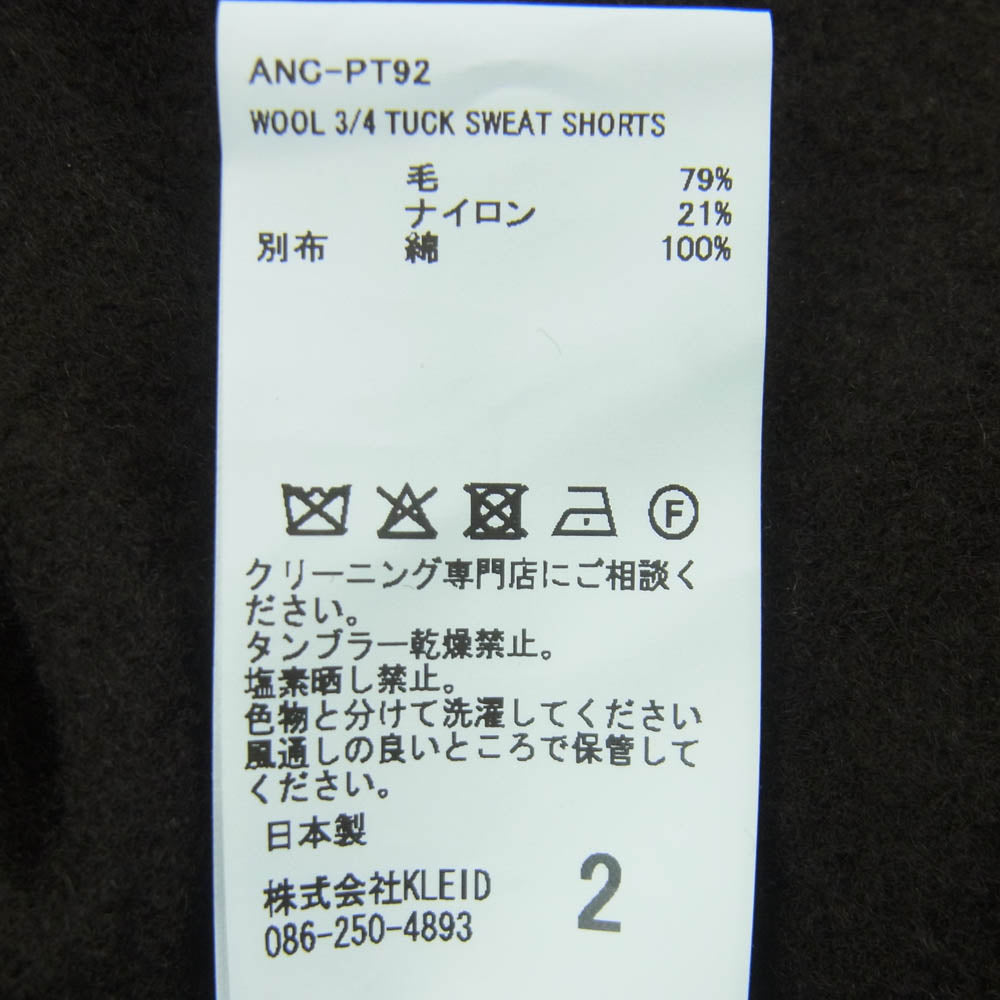 ANC-PT92
WOOL 3/4 TUCK SWEAT SHORTS
毛 79%
ナイロン 21%
別布 綿 100%
F
クリーニング専門店にご相談く
ださい。
タンブラー乾燥禁止。
塩素晒し禁止。
色物と分けて洗濯してください
風通しの良いところで保管して
ください。
日本製
株式会社KLEID
086-250-4893
2